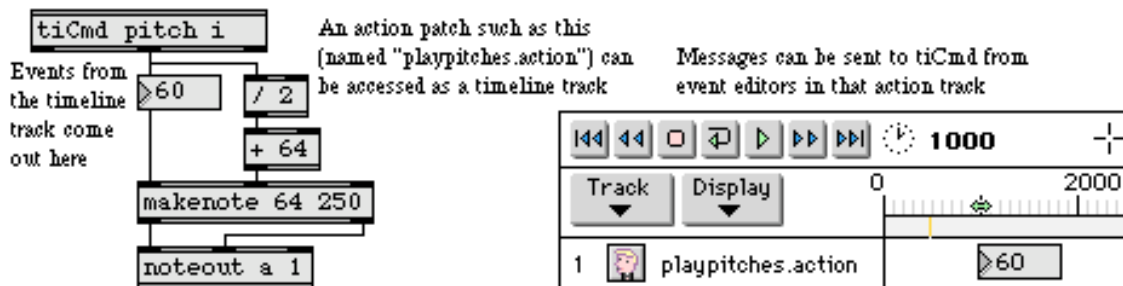 tiCmd pitch i
Events from
the timeline
track come
out here
60
/ 2
+ 64
makenote 64 250
noteout a 1
An action patch such as this
(named "playpitches.action") can
be accessed as a timeline track
Messages can be sent to tiCmd from
event editors in that action track
1000
Track
Display
0
2000
1
playpitches.action
60